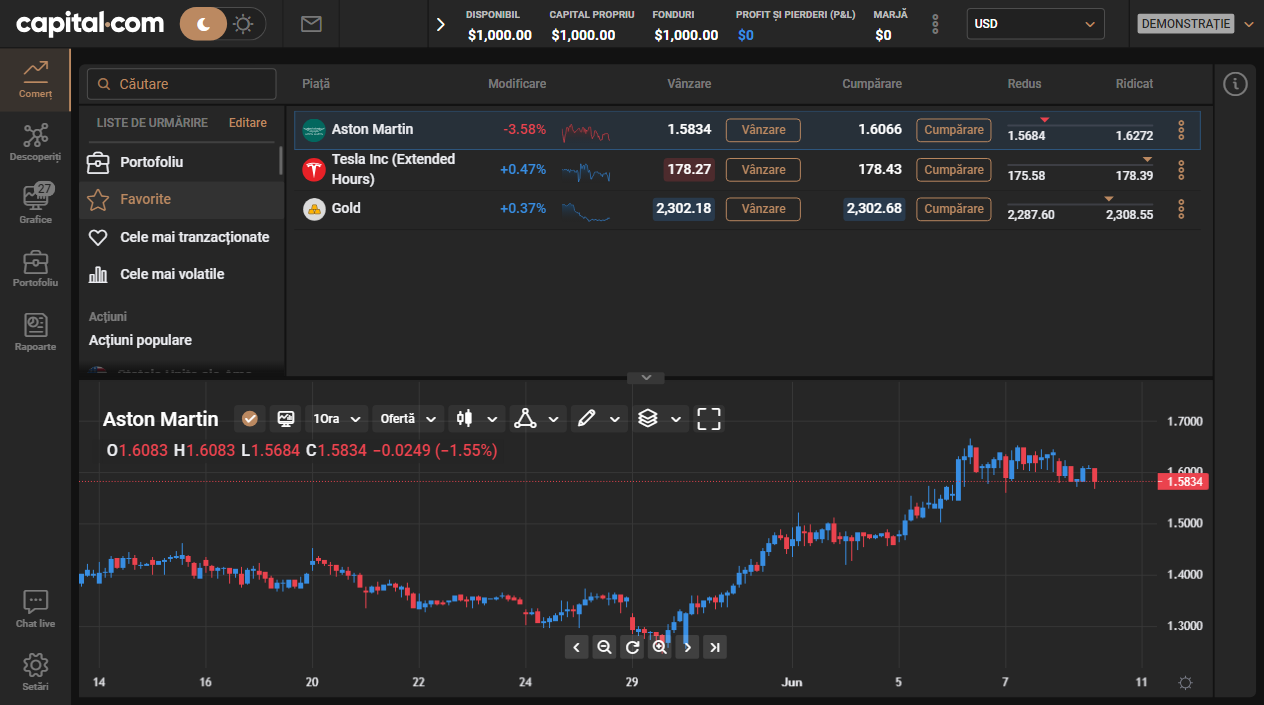 capital.com
DISPONIBIL CAPITAL PROPRIU FONDURI PROFIT ȘI PIERDERI (P&L) MARJĂ
$1,000.00 $1,000.00 $1,000.00 $0 $0
USD
DEMONSTRAȚIE
Comerț
Descoperiți
27
Grafice
Portofoliu
Rapoarte
Chat live
Setări
Căutare
LISTE DE URMĂRIRE Editare
Portofoliu
Favorite
Cele mai tranzacționate
Cele mai volatile
Acțiuni
Acțiuni populare
Piață Modificare Vânzare Cumpărare Redus Ridicat
Aston Martin -3.58% 1.5834 Vânzare 1.6066 Cumpărare 1.5684 1.6272
Tesla Inc (Extended
Hours) +0.47% 178.27 Vânzare 178.43 Cumpărare 175.58 178.39
Gold +0.37% 2,302.18 Vânzare 2,302.68 Cumpărare 2,287.60 2,308.55
Aston Martin 1Ora Ofertă
O1.6083 H1.6083 L1.5684 C1.5834 −0.0249 (−1.55%)
1.7000
1.6000
1.5834
1.5000
1.4000
1.3000
14 16 20 22 24 29 Jun 5 7 11